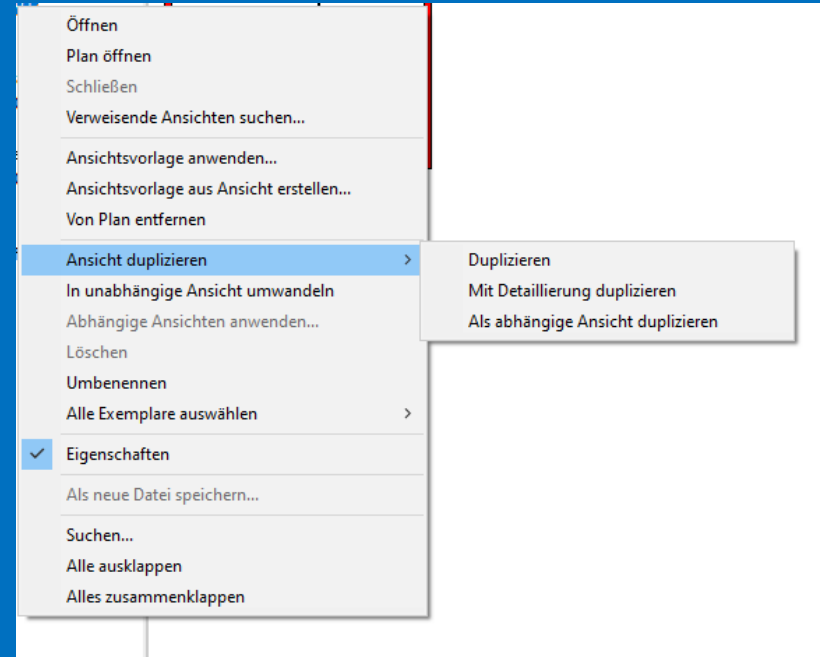 Öffnen
Plan öffnen
Schließen
Verweisende Ansichten suchen...
Ansichtsvorlage anwenden...
Ansichtsvorlage aus Ansicht erstellen...
Von Plan entfernen
Ansicht duplizieren
In unabhängige Ansicht umwandeln
Abhängige Ansichten anwenden...
Löschen
Umbenennen
Alle Exemplare auswählen
Eigenschaften
Als neue Datei speichern...
Suchen...
Alle ausklappen
Alles zusammenklappen
Duplizieren
Mit Detaillierung duplizieren
Als abhängige Ansicht duplizieren